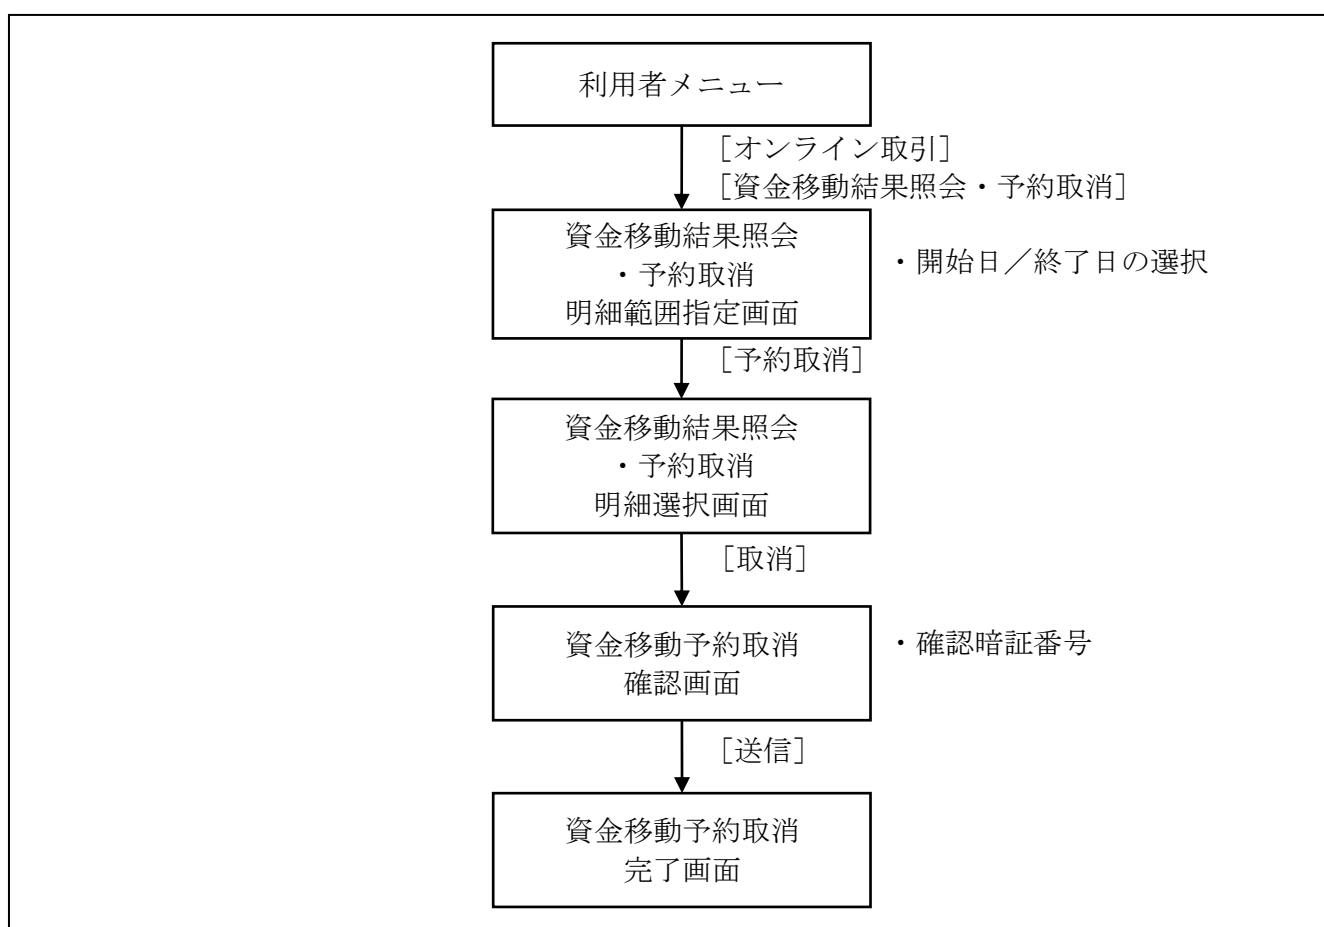 利用者メニュー
［オンライン取引］
［資金移動結果照会・予約取消］
資金移動結果照会
・予約取消
明細範囲指定画面
・開始日／終了日の選択
［予約取消］
資金移動結果照会
・予約取消
明細選択画面
［取消］
資金移動予約取消
確認画面
・確認暗証番号
［送信］
資金移動予約取消
完了画面